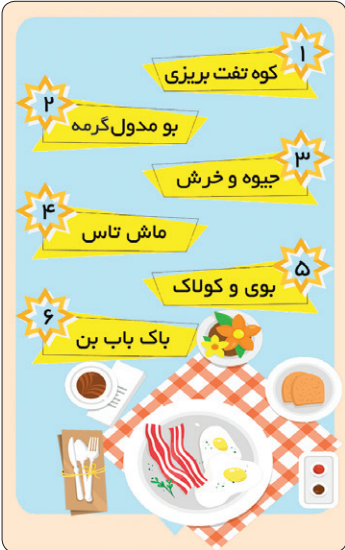 ۱
کوه تفت بریزی
۲
بو مدول گرمه
۳
جیوه و خرش
۴
ماش تاس
۵
بوی و کولاک
۶
باک باب بن